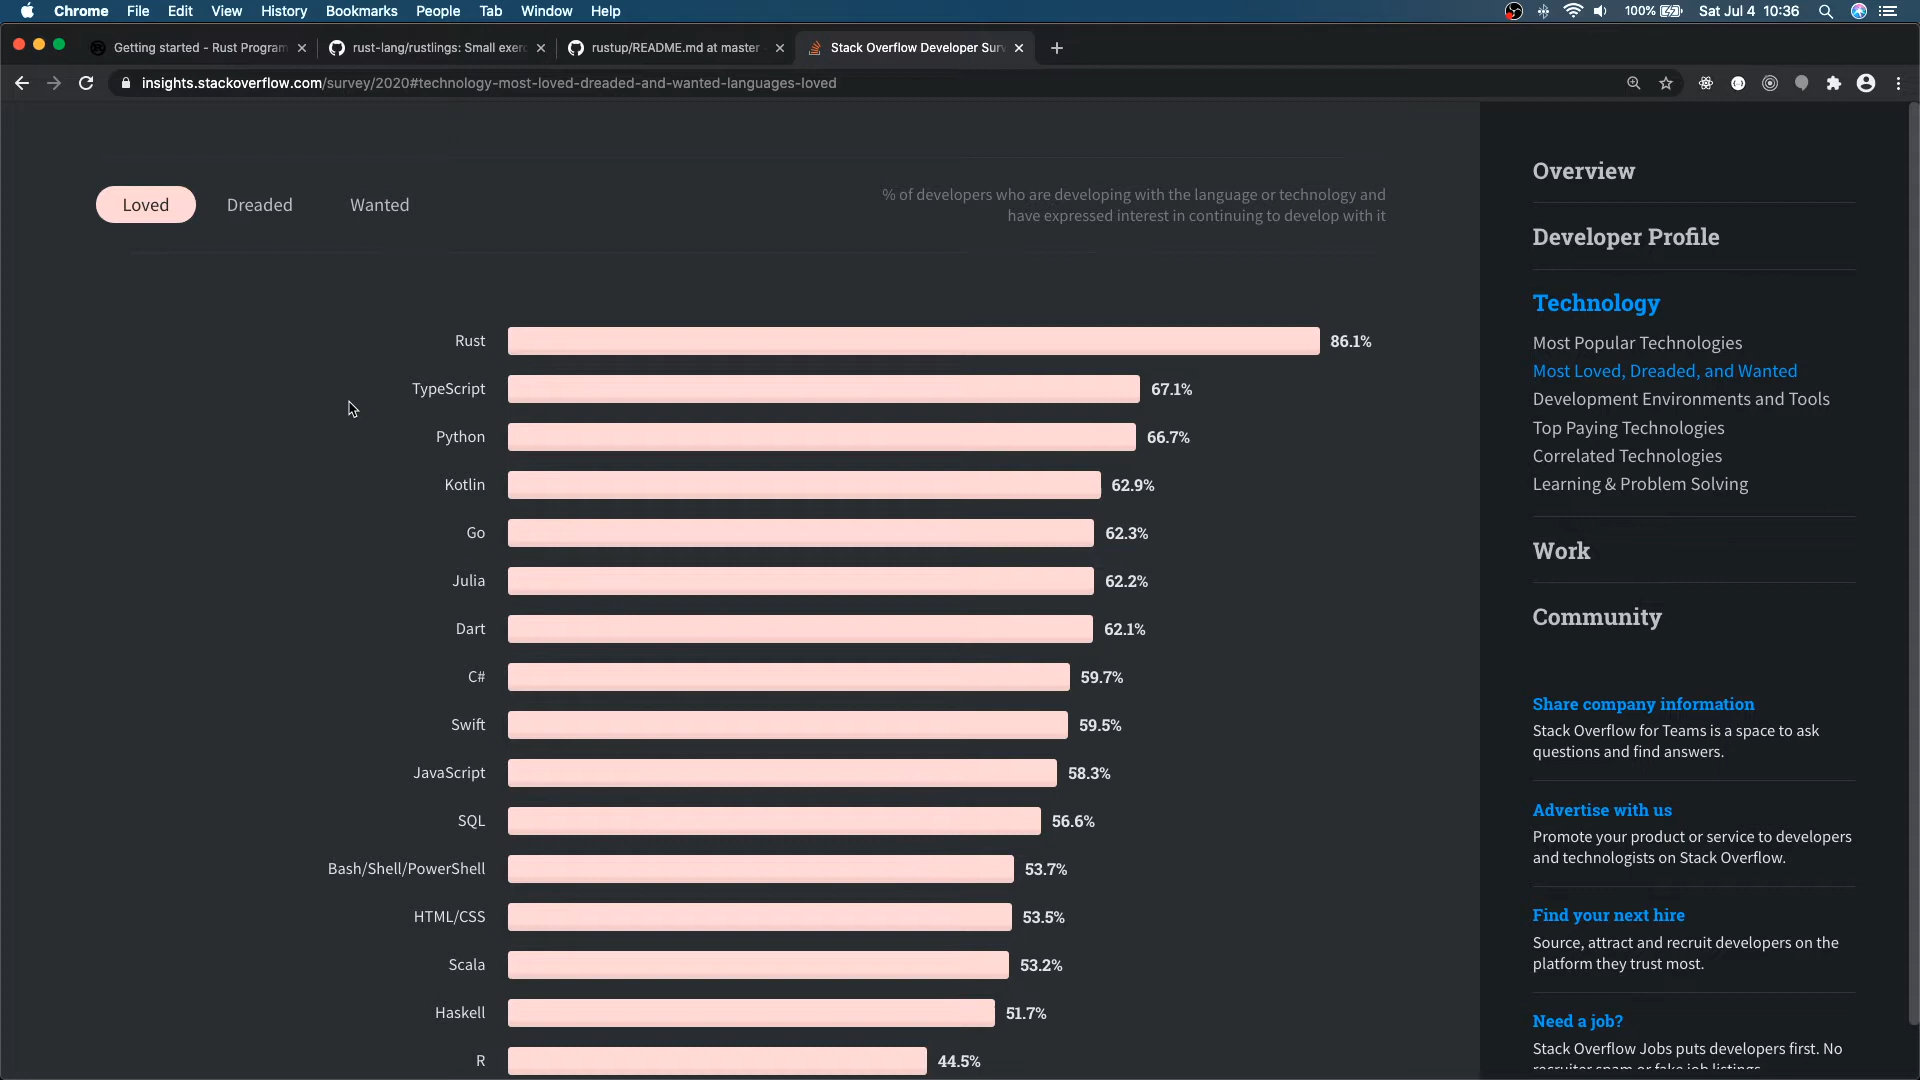 Chrome File Edit View History Bookmarks People Tab Window Help
100% Sat Jul 4 10:36
Getting started - Rust Program
rust-lang/rustlings: Small exerc
rustup/README.md at master
Stack Overflow Developer Surv
insights.stackoverflow.com/survey/2020#technology-most-loved-dreaded-and-wanted-languages-loved
Loved Dreaded Wanted
% of developers who are developing with the language or technology and
have expressed interest in continuing to develop with it
Rust 86.1%
TypeScript 67.1%
Python 66.7%
Kotlin 62.9%
Go 62.3%
Julia 62.2%
Dart 62.1%
C# 59.7%
Swift 59.5%
JavaScript 58.3%
SQL 56.6%
Bash/Shell/PowerShell 53.7%
HTML/CSS 53.5%
Scala 53.2%
Haskell 51.7%
R 44.5%
Overview
Developer Profile
Technology
Most Popular Technologies
Most Loved, Dreaded, and Wanted
Development Environments and Tools
Top Paying Technologies
Correlated Technologies
Learning & Problem Solving
Work
Community
Share company information
Stack Overflow for Teams is a space to ask
questions and find answers.
Advertise with us
Promote your product or service to developers
and technologists on Stack Overflow.
Find your next hire
Source, attract and recruit developers on the
platform they trust most.
Need a job?
Stack Overflow Jobs puts developers first. No
recruiter spam or fake job listings.